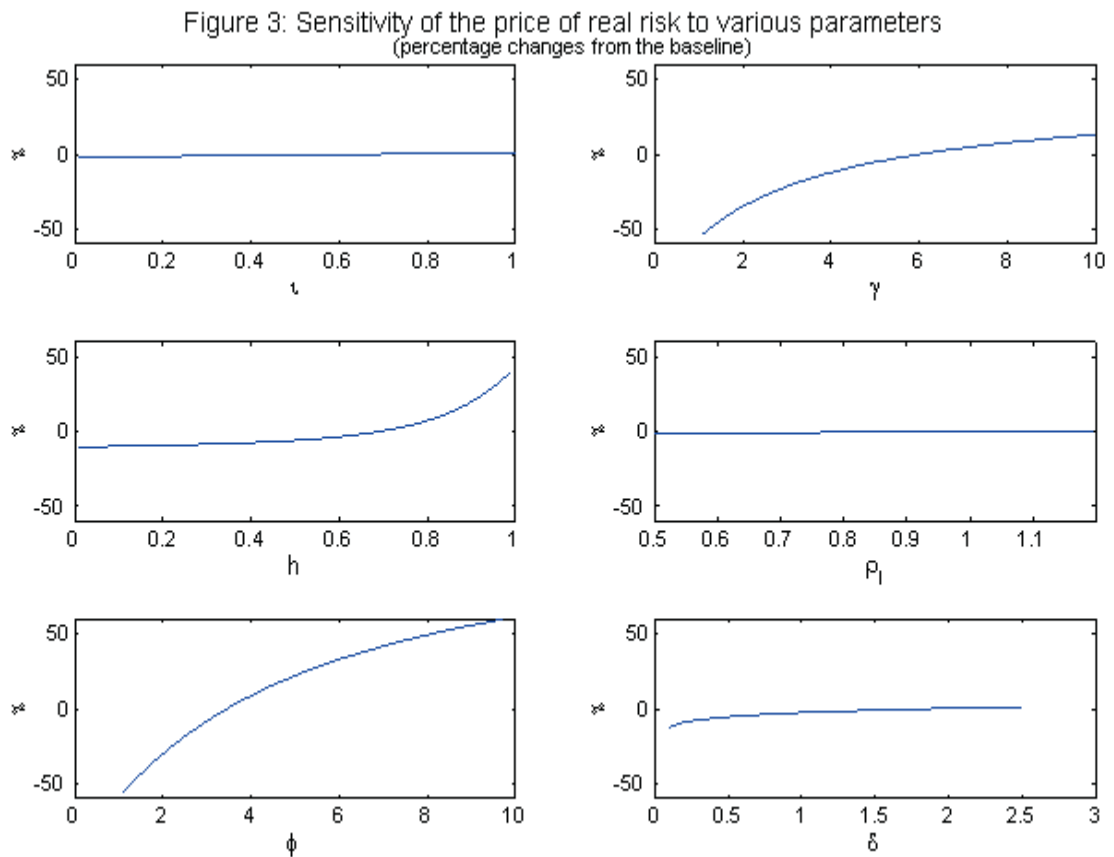 Figure 3: Sensitivity of the price of real risk to various parameters
(percentage changes from the baseline)
50
0
-50
%
0 0.2 0.4 0.6 0.8 1
ι
50
0
-50
%
0 2 4 6 8 10
γ
50
0
-50
%
0 0.2 0.4 0.6 0.8 1
h
50
0
-50
%
0.5 0.6 0.7 0.8 0.9 1 1.1
ρI
50
0
-50
%
0 2 4 6 8 10
ϕ
50
0
-50
%
0 0.5 1 1.5 2 2.5 3
δ